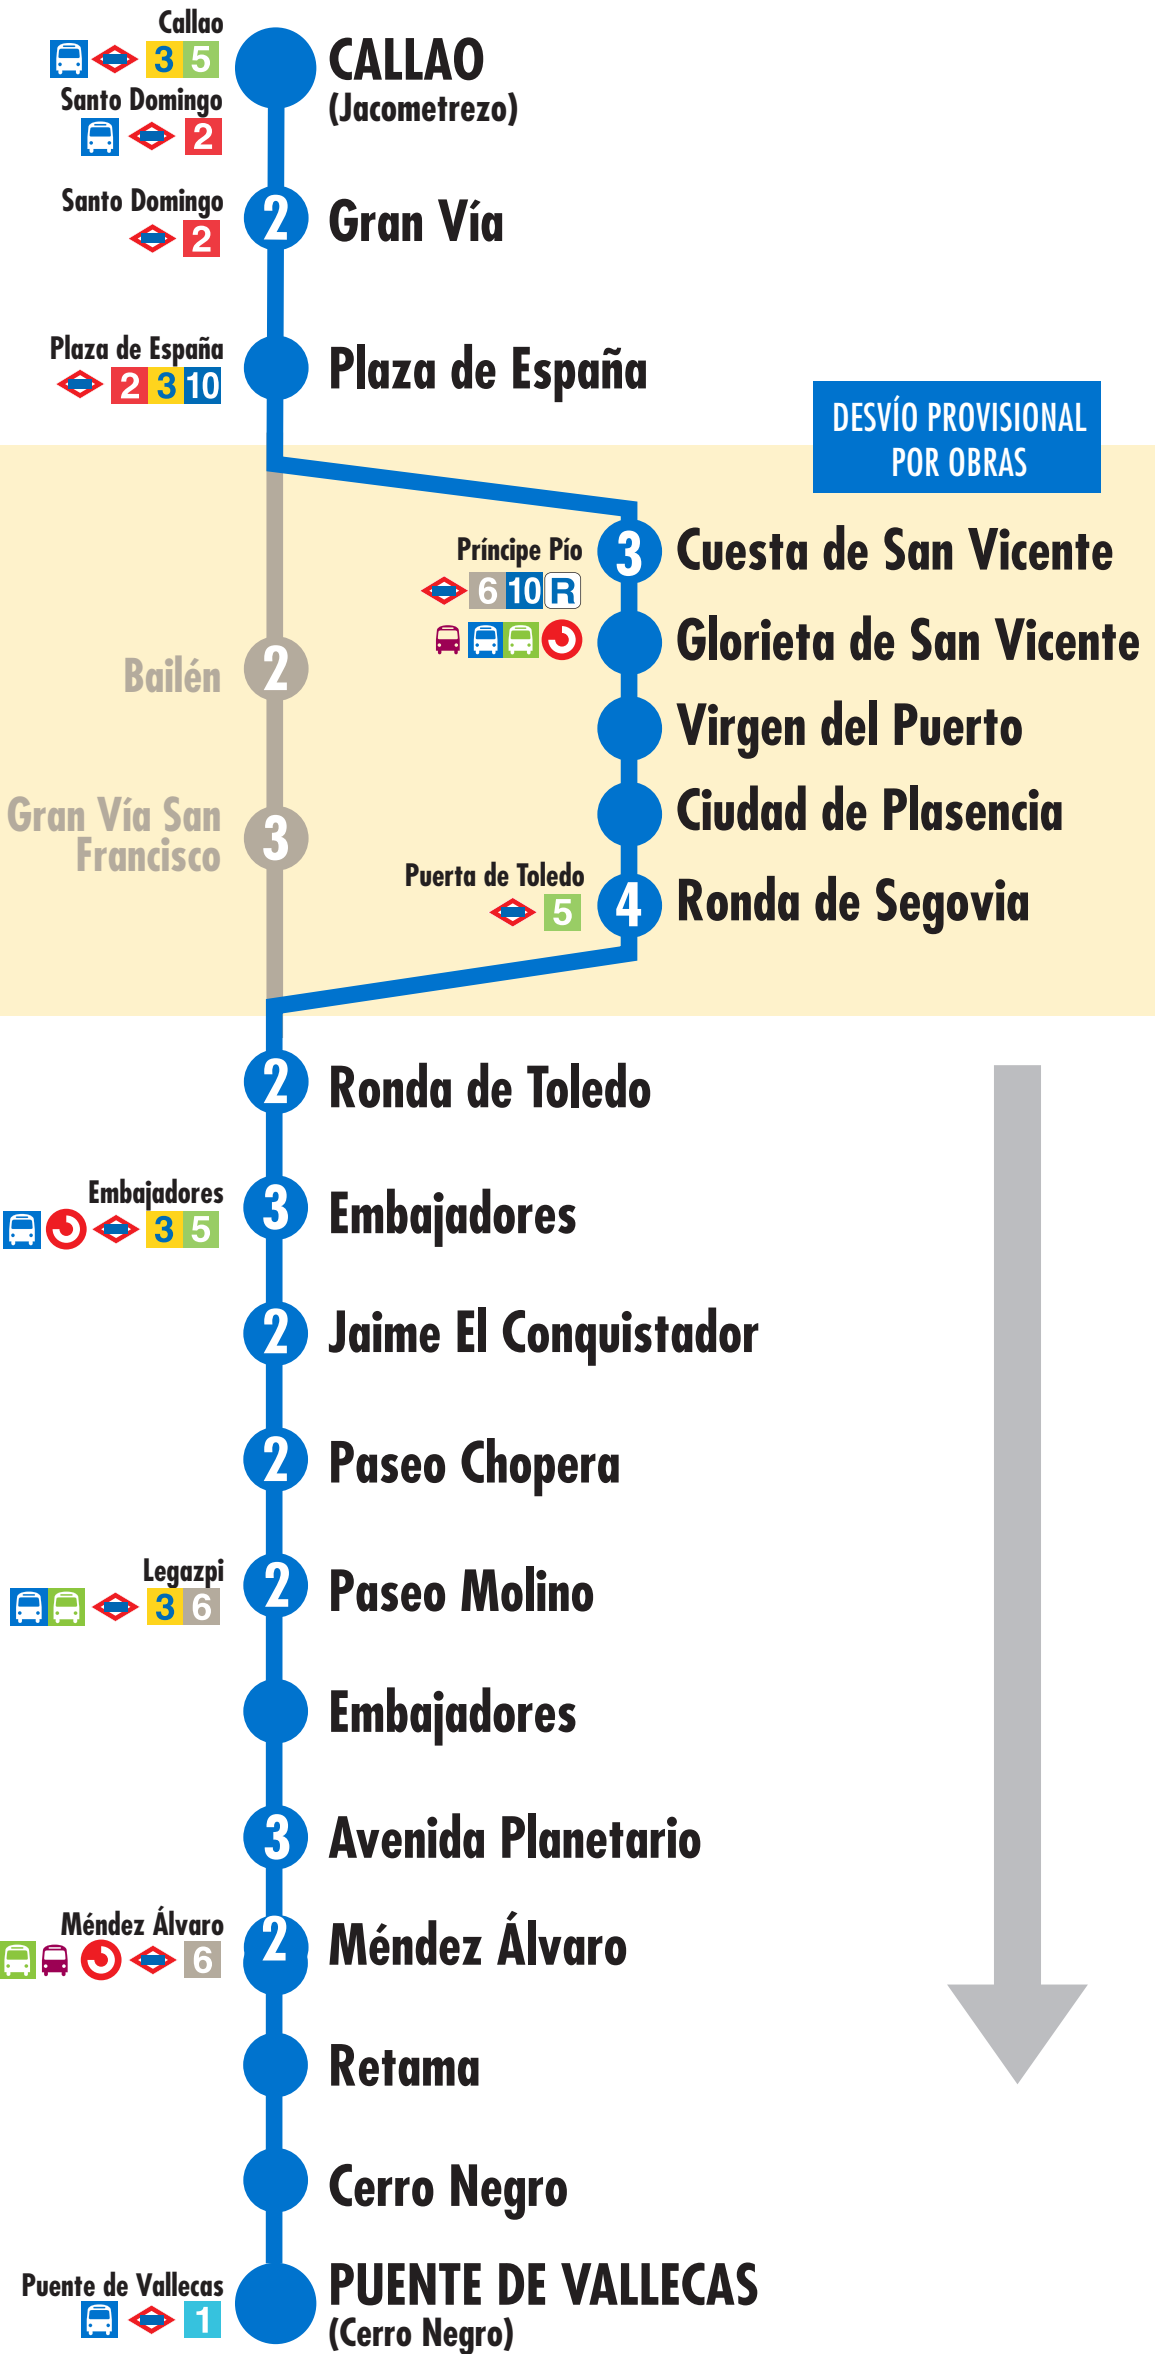 Callao
3 5
CALLAO
(Jacometrezo)
Santo Domingo
2
Santo Domingo
2
2
Gran Vía
Plaza de España
2 3 10
Plaza de España
DESVÍO PROVISIONAL
POR OBRAS
Príncipe Pío
6 10 R
3
Cuesta de San Vicente
Glorieta de San Vicente
Bailén
2
Virgen del Puerto
Gran Vía San
Francisco
3
Ciudad de Plasencia
Puerta de Toledo
5
4
Ronda de Segovia
2
Ronda de Toledo
Embajadores
3 5
3
Embajadores
2
Jaime El Conquistador
2
Paseo Chopera
Legazpi
3 6
2
Paseo Molino
Embajadores
3
Avenida Planetario
Méndez Álvaro
6
2
Méndez Álvaro
Retama
Cerro Negro
Puente de Vallecas
1
PUENTE DE VALLECAS
(Cerro Negro)